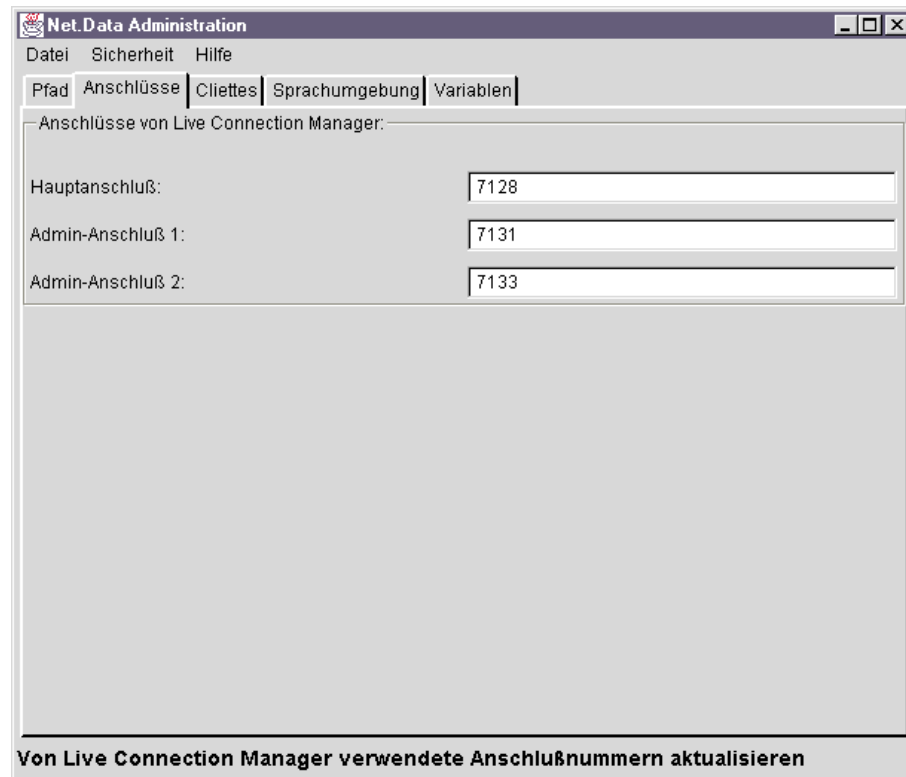 Net.Data Administration
Datei Sicherheit Hilfe
Pfad Anschlüsse Cliettes Sprachumgebung Variablen
Anschlüsse von Live Connection Manager:
Hauptanschluß: 7128
Admin-Anschluß 1: 7131
Admin-Anschluß 2: 7133
Von Live Connection Manager verwendete Anschlußnummern aktualisieren